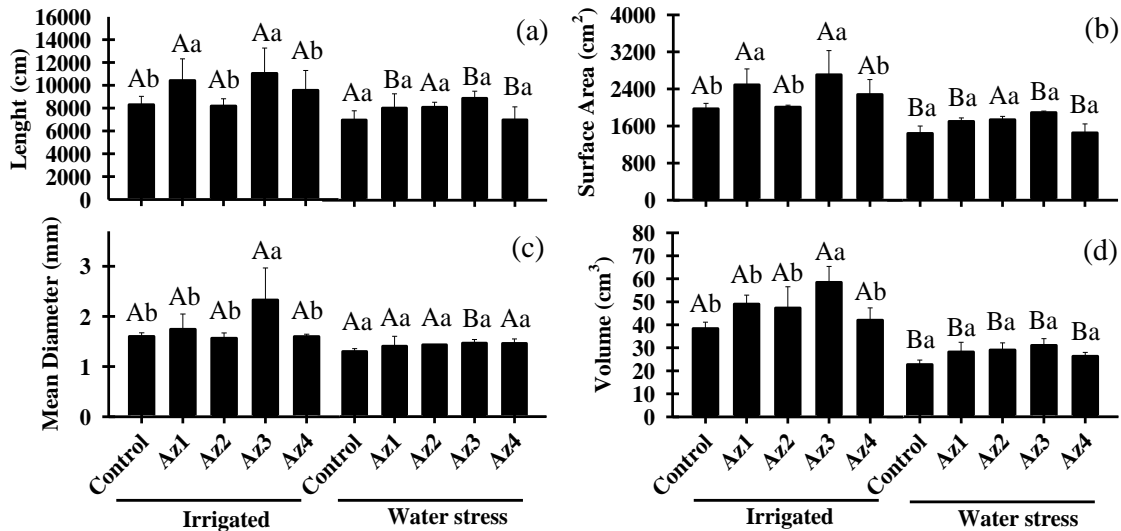 (a)
Lenght (cm)
16000
14000
12000
10000
8000
6000
4000
2000
0
Ab Aa Ab Aa Ab Aa Ba Aa Ba Aa
(b)
Surface Area (cm²)
4000
3200
2400
1600
800
0
Ab Aa Ab Aa Ab Ba Ba Aa Ba Ba
(c)
Mean Diameter (mm)
3
2
1
0
Ab Ab Ab Aa Ab Aa Aa Aa Ba Aa
Control Az1 Az2 Az3 Az4 Control Az1 Az2 Az3 Az4
Irrigated Water stress
(d)
Volume (cm³)
80
70
60
50
40
30
20
10
0
Ab Ab Ab Aa Ab Ba Ba Ba Ba Ba
Control Az1 Az2 Az3 Az4 Control Az1 Az2 Az3 Az4
Irrigated Water stress